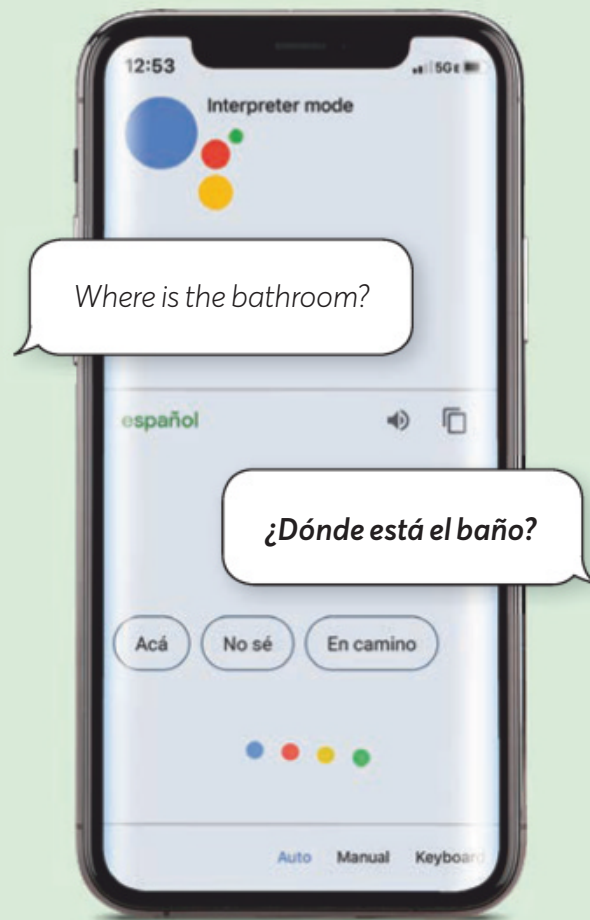 12:53 5GE
Interpreter mode
Where is the bathroom?
español
¿Dónde está el baño?
Acá No sé En camino
Auto Manual Keyboard